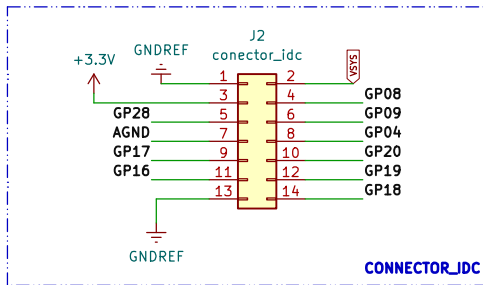 J2
GNDREF
conector_idc
+3.3V
VSYS
1 2
3 4 GP08
GP28 5 6 GP09
AGND 7 8 GP04
GP17 9 10 GP20
GP16 11 12 GP19
13 14 GP18
GNDREF
CONNECTOR_IDC